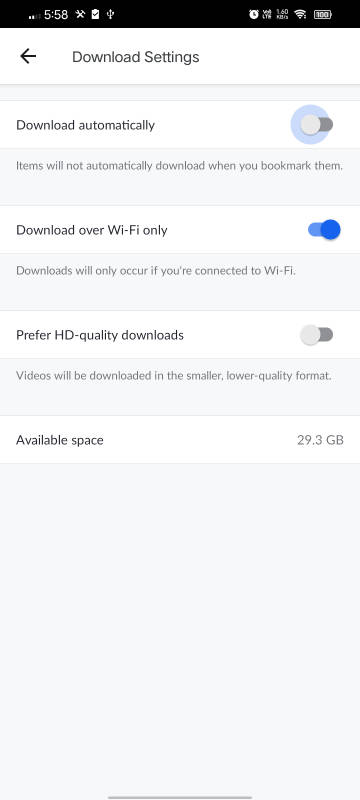 5:58
Vo LTE
1.60 KB/s
100
Download Settings
Download automatically
Items will not automatically download when you bookmark them.
Download over Wi-Fi only
Downloads will only occur if you're connected to Wi-Fi.
Prefer HD-quality downloads
Videos will be downloaded in the smaller, lower-quality format.
Available space
29.3 GB